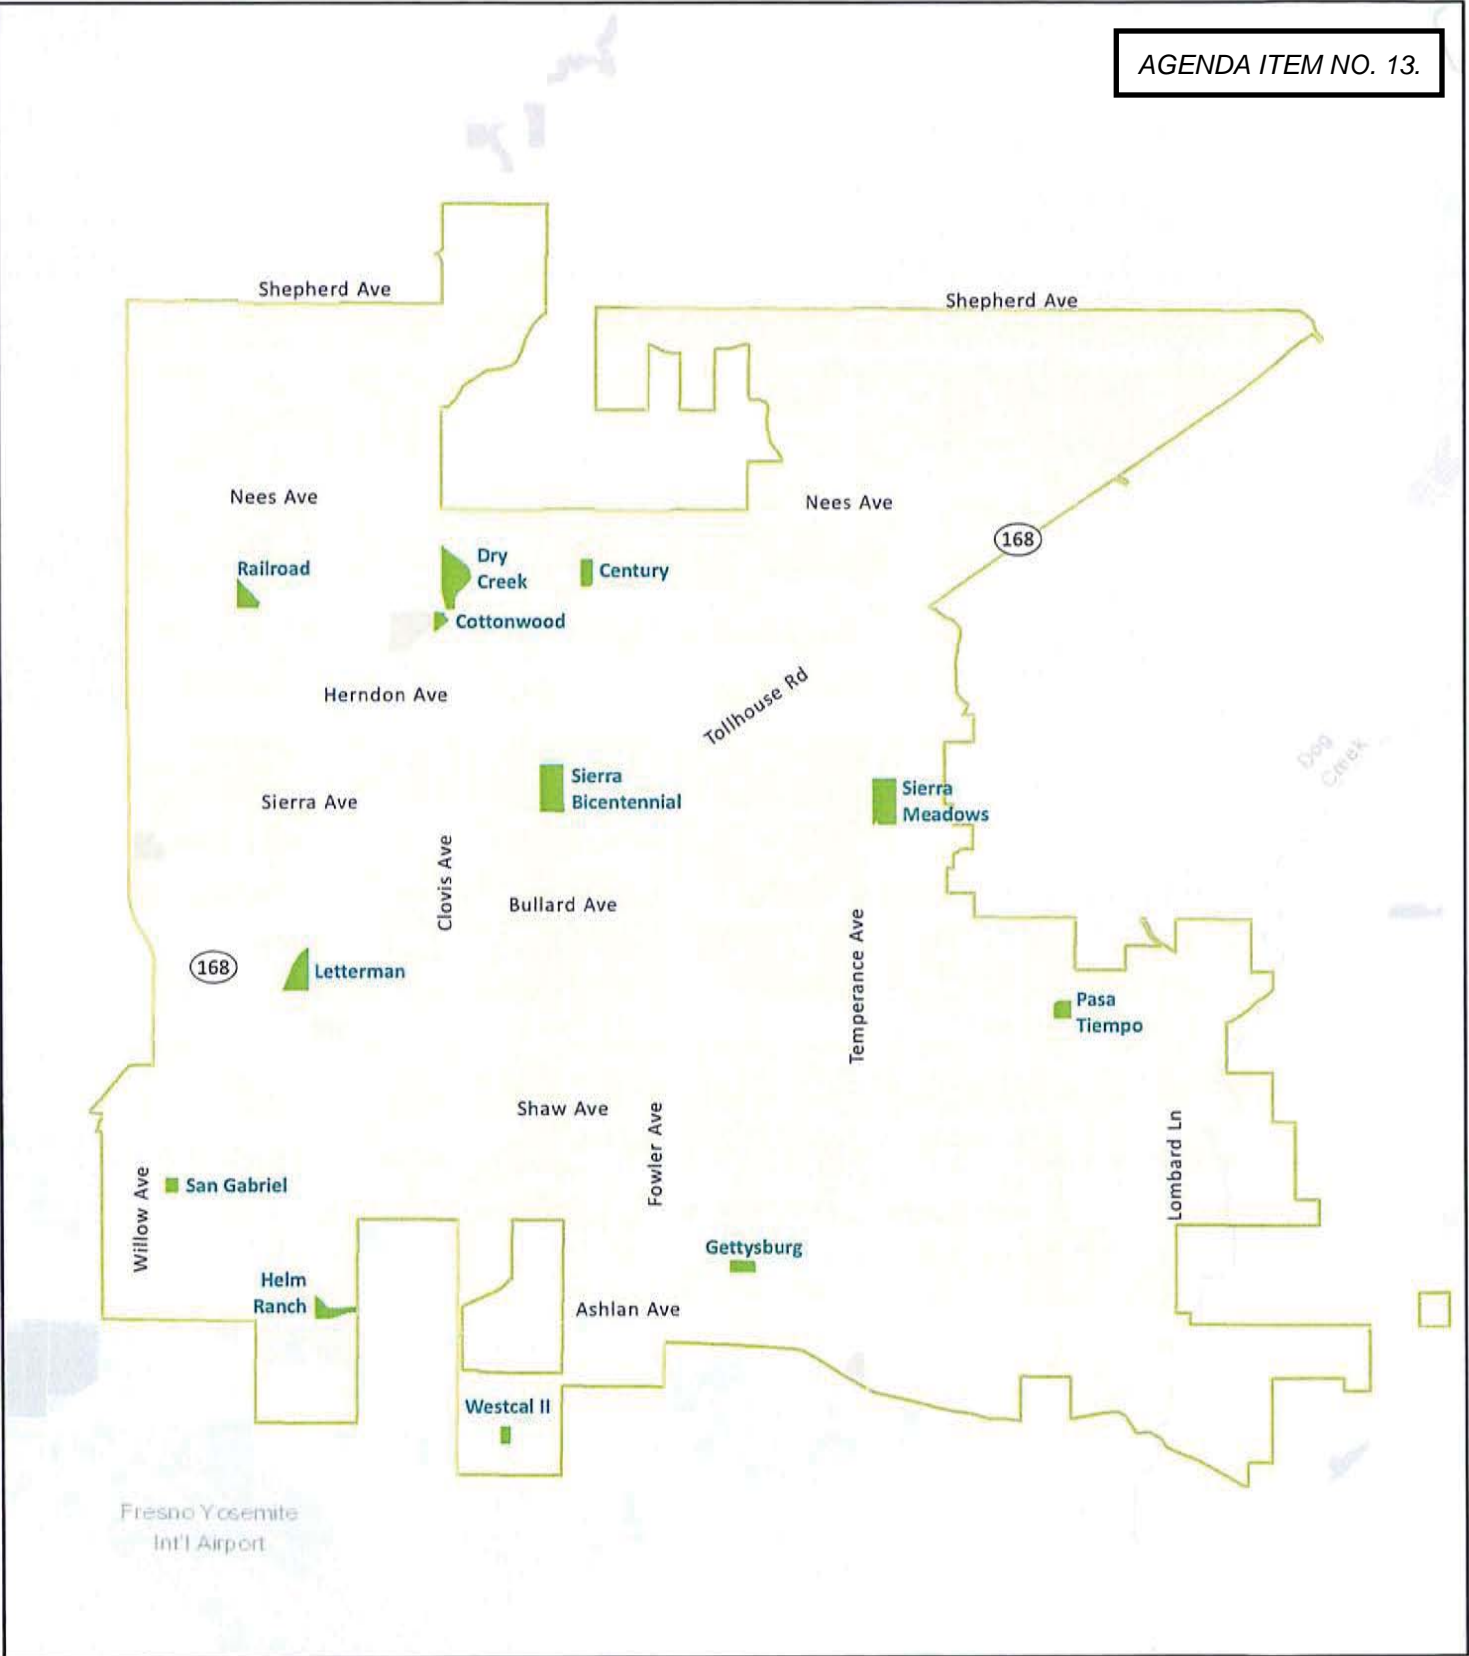 AGENDA ITEM NO. 13.
Shepherd Ave
Shepherd Ave
Nees Ave
Nees Ave
168
Railroad
Dry
Creek
Century
Cottonwood
Herndon Ave
Tollhouse Rd
Dog
Creek
Sierra
Bicentennial
Sierra Ave
Sierra
Meadows
Clovis Ave
Bullard Ave
Temperance Ave
168
Letterman
Pasa
Tiempo
Shaw Ave
Fowler Ave
Lombard Ln
Willow Ave
San Gabriel
Gettysburg
Helm
Ranch
Ashlan Ave
Westcal II
Fresno Yosemite
Int'l Airport